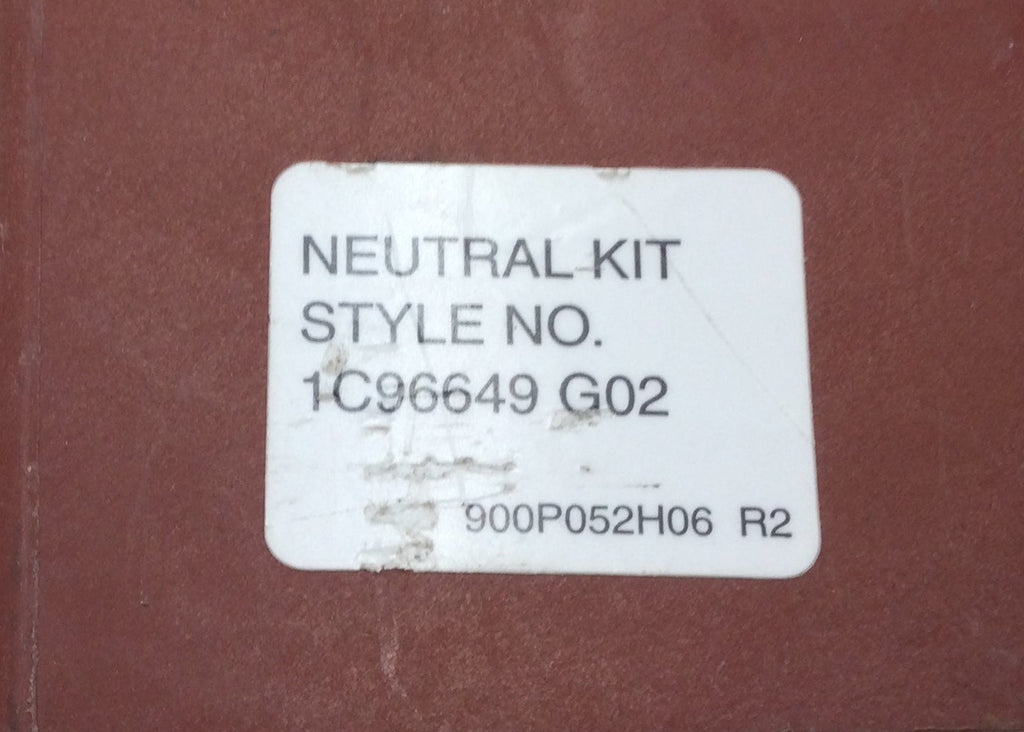 NEUTRAL KIT
STYLE NO.
1C96649 G02
900P052H06 R2